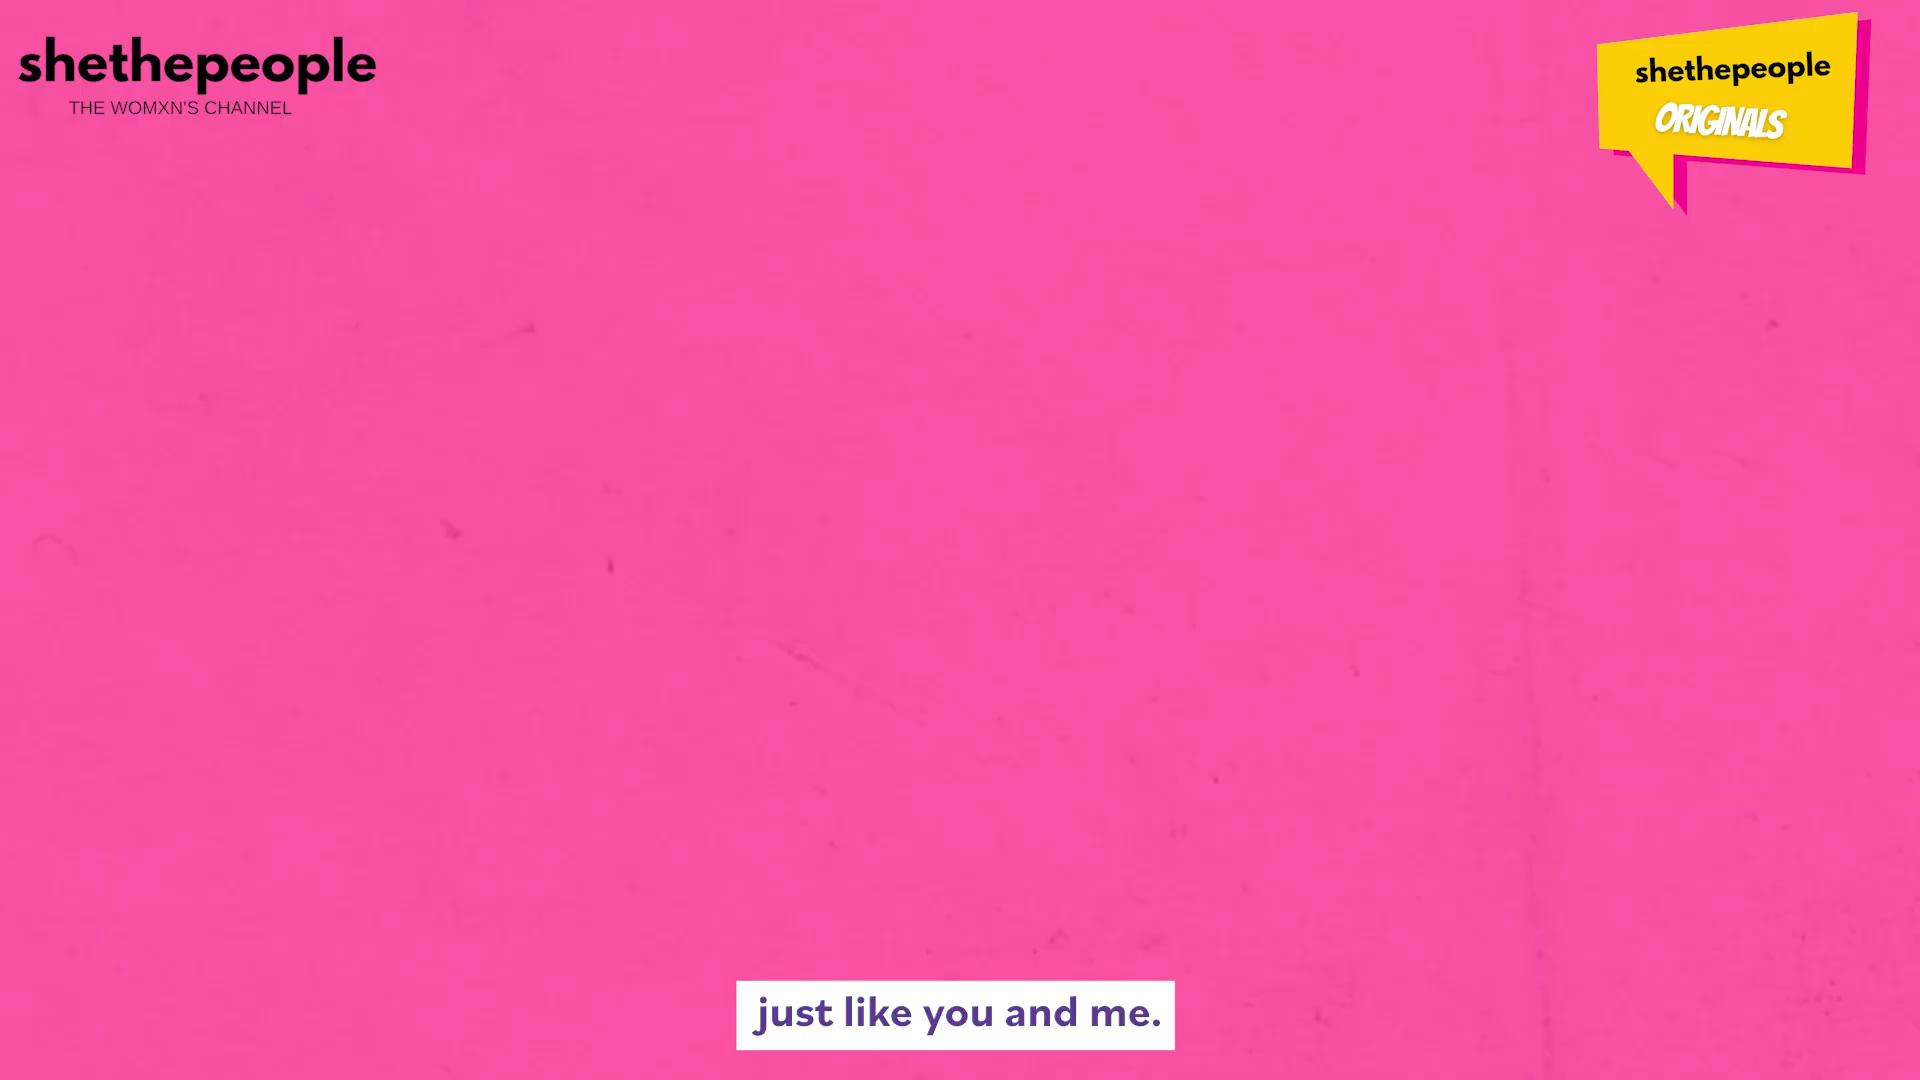 shethepeople
THE WOMXN'S CHANNEL
shethepeople
ORIGINALS
just like you and me.